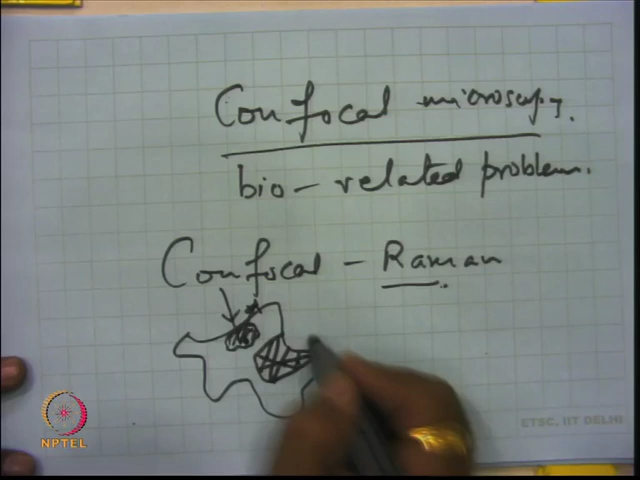 Confocal microscopy.
bio-related problem.
Confocal - Raman
NPTEL
ETSC, IIT DELHI